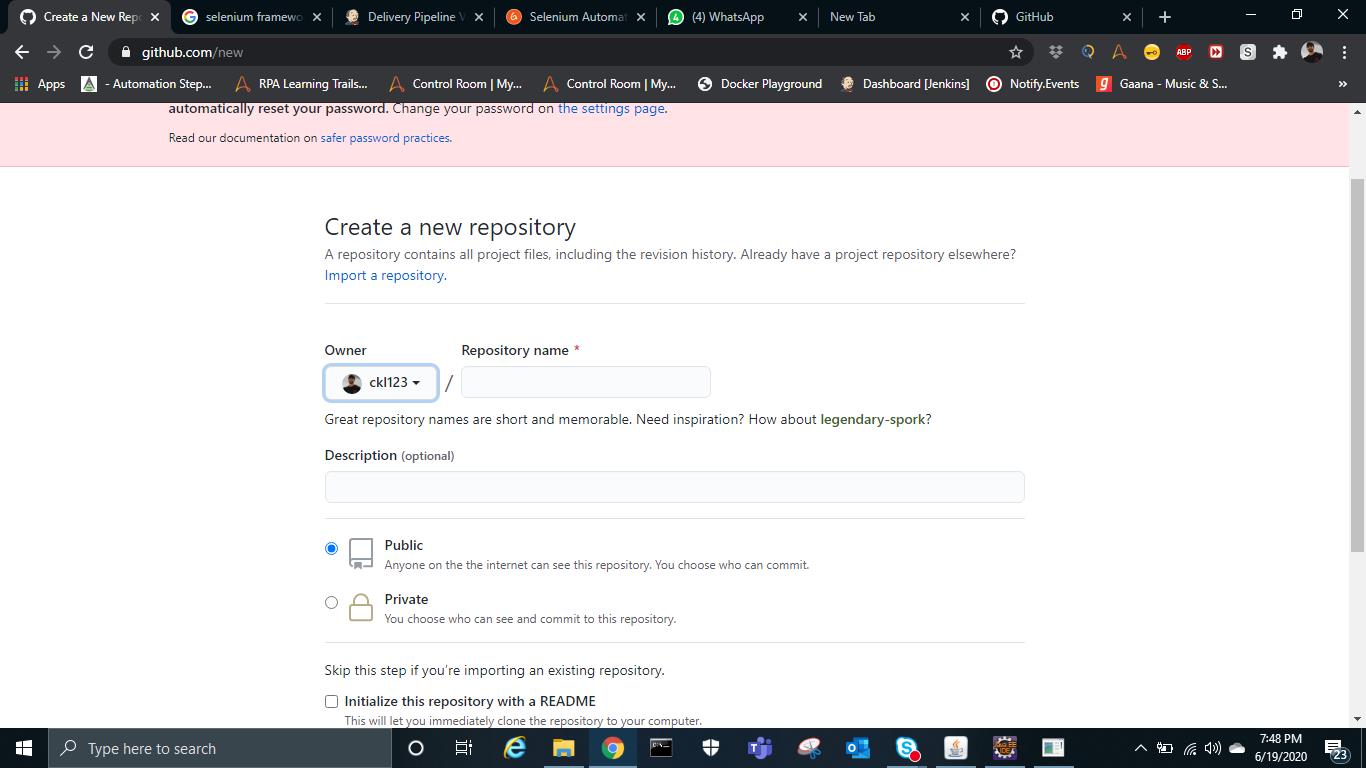 Create a New Repo
selenium framewo
Delivery Pipeline V
Selenium Automat
(4) WhatsApp
New Tab
GitHub
github.com/new
ABP
S
Apps
- Automation Step...
RPA Learning Trails...
Control Room | My...
Control Room | My...
Docker Playground
Dashboard [Jenkins]
Notify.Events
Gaana - Music & S...
»
automatically reset your password. Change your password on the settings page.
Read our documentation on safer password practices.
Create a new repository
A repository contains all project files, including the revision history. Already have a project repository elsewhere?
Import a repository.
Owner
Repository name *
ckl123
/
Great repository names are short and memorable. Need inspiration? How about legendary-spork?
Description (optional)
Public
Anyone on the the internet can see this repository. You choose who can commit.
Private
You choose who can see and commit to this repository.
Skip this step if you're importing an existing repository.
Initialize this repository with a README
This will let you immediately clone the repository to your computer.
Type here to search
7:48 PM
6/19/2020
23